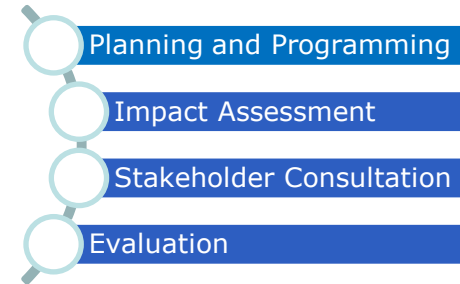 Planning and Programming
Impact Assessment
Stakeholder Consultation
Evaluation